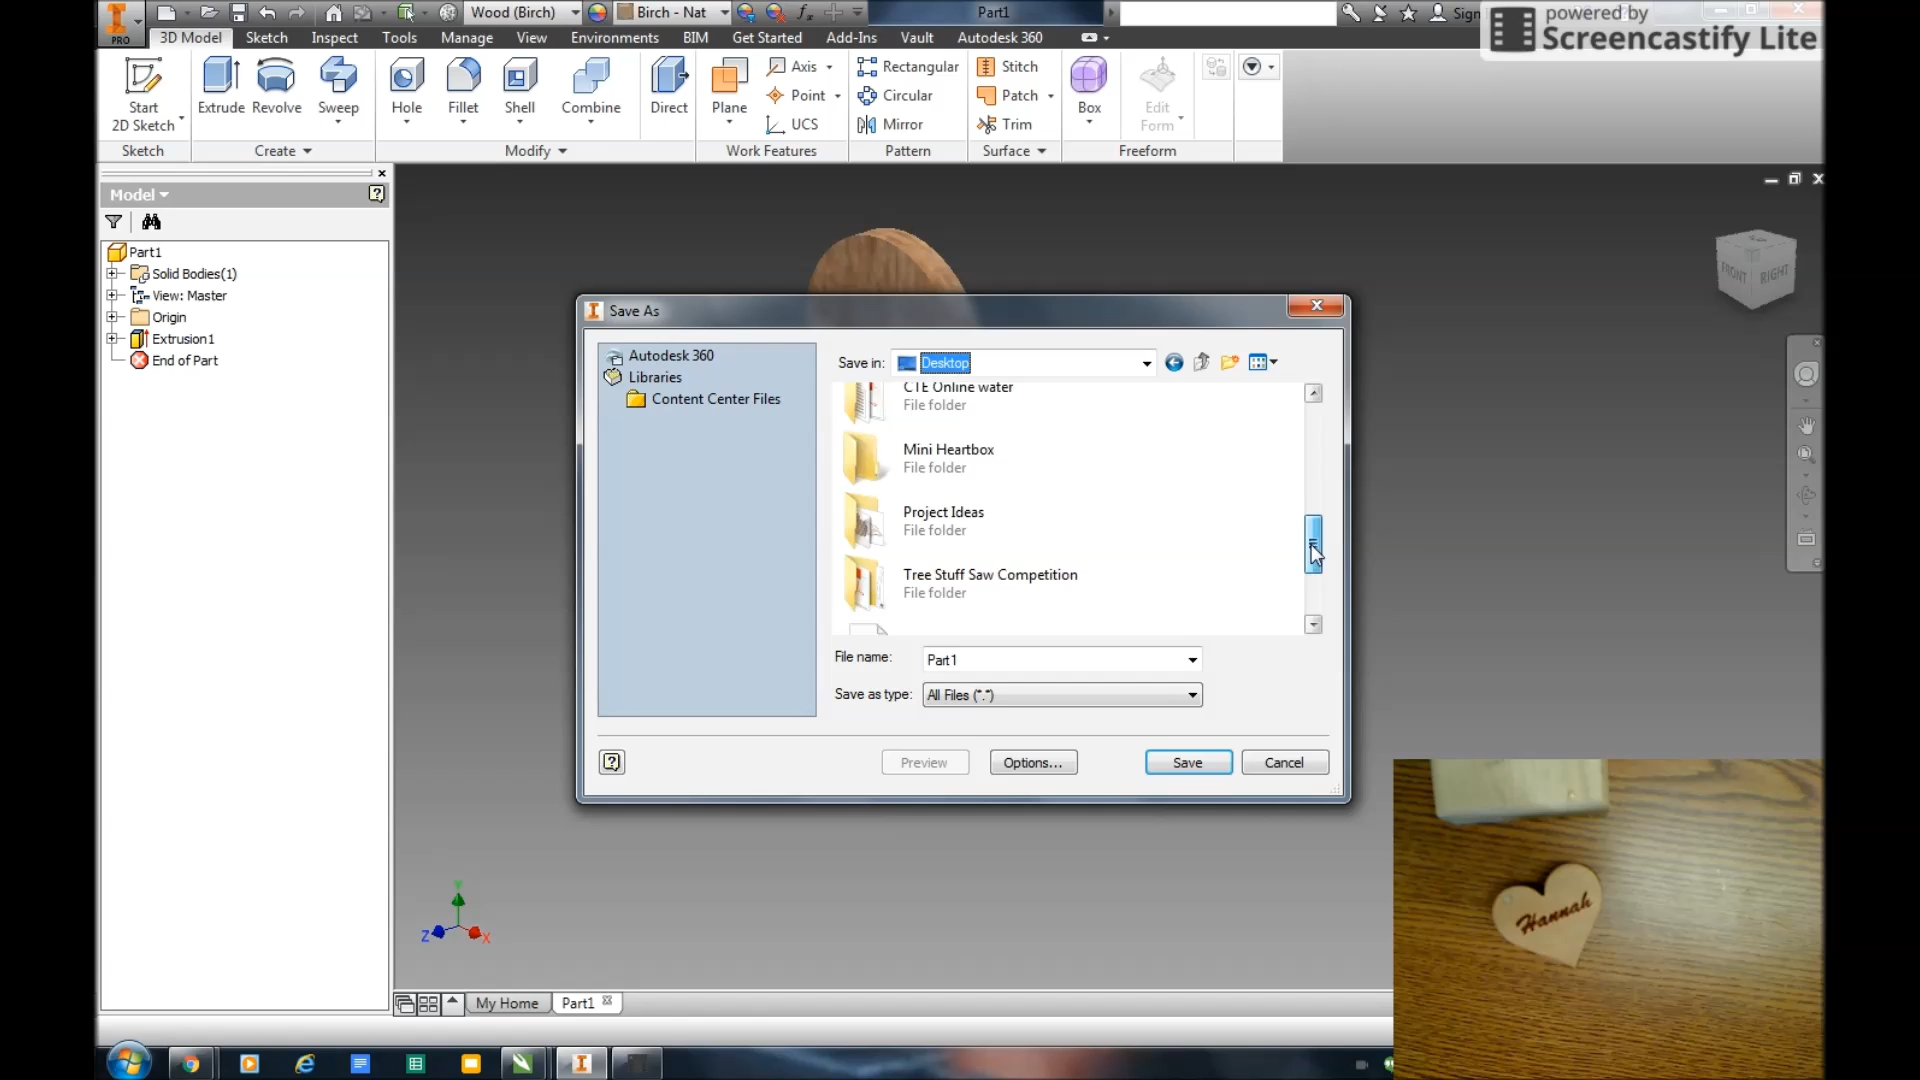 Wood (Birch)
Birch - Nat
fx
Part1
Sign
powered by
Screencastify Lite
PRO
3D Model
Sketch
Inspect
Tools
Manage
View
Environments
BIM
Get Started
Add-Ins
Vault
Autodesk 360
Start
2D Sketch
Extrude
Revolve
Sweep
Hole
Fillet
Shell
Combine
Direct
Plane
Axis
Point
UCS
Rectangular
Circular
Mirror
Stitch
Patch
Trim
Box
Edit
Form
Sketch
Create
Modify
Work Features
Pattern
Surface
Freeform
Model
Part1
Solid Bodies(1)
View: Master
Origin
Extrusion1
End of Part
FRONT
RIGHT
Save As
Autodesk 360
Libraries
Content Center Files
Save in:
Desktop
CTE Online water
File folder
Mini Heartbox
File folder
Project Ideas
File folder
Tree Stuff Saw Competition
File folder
File name:
Part1
Save as type:
All Files (*.*)
Preview
Options...
Save
Cancel
Y
Z
X
Hannah
My Home
Part1